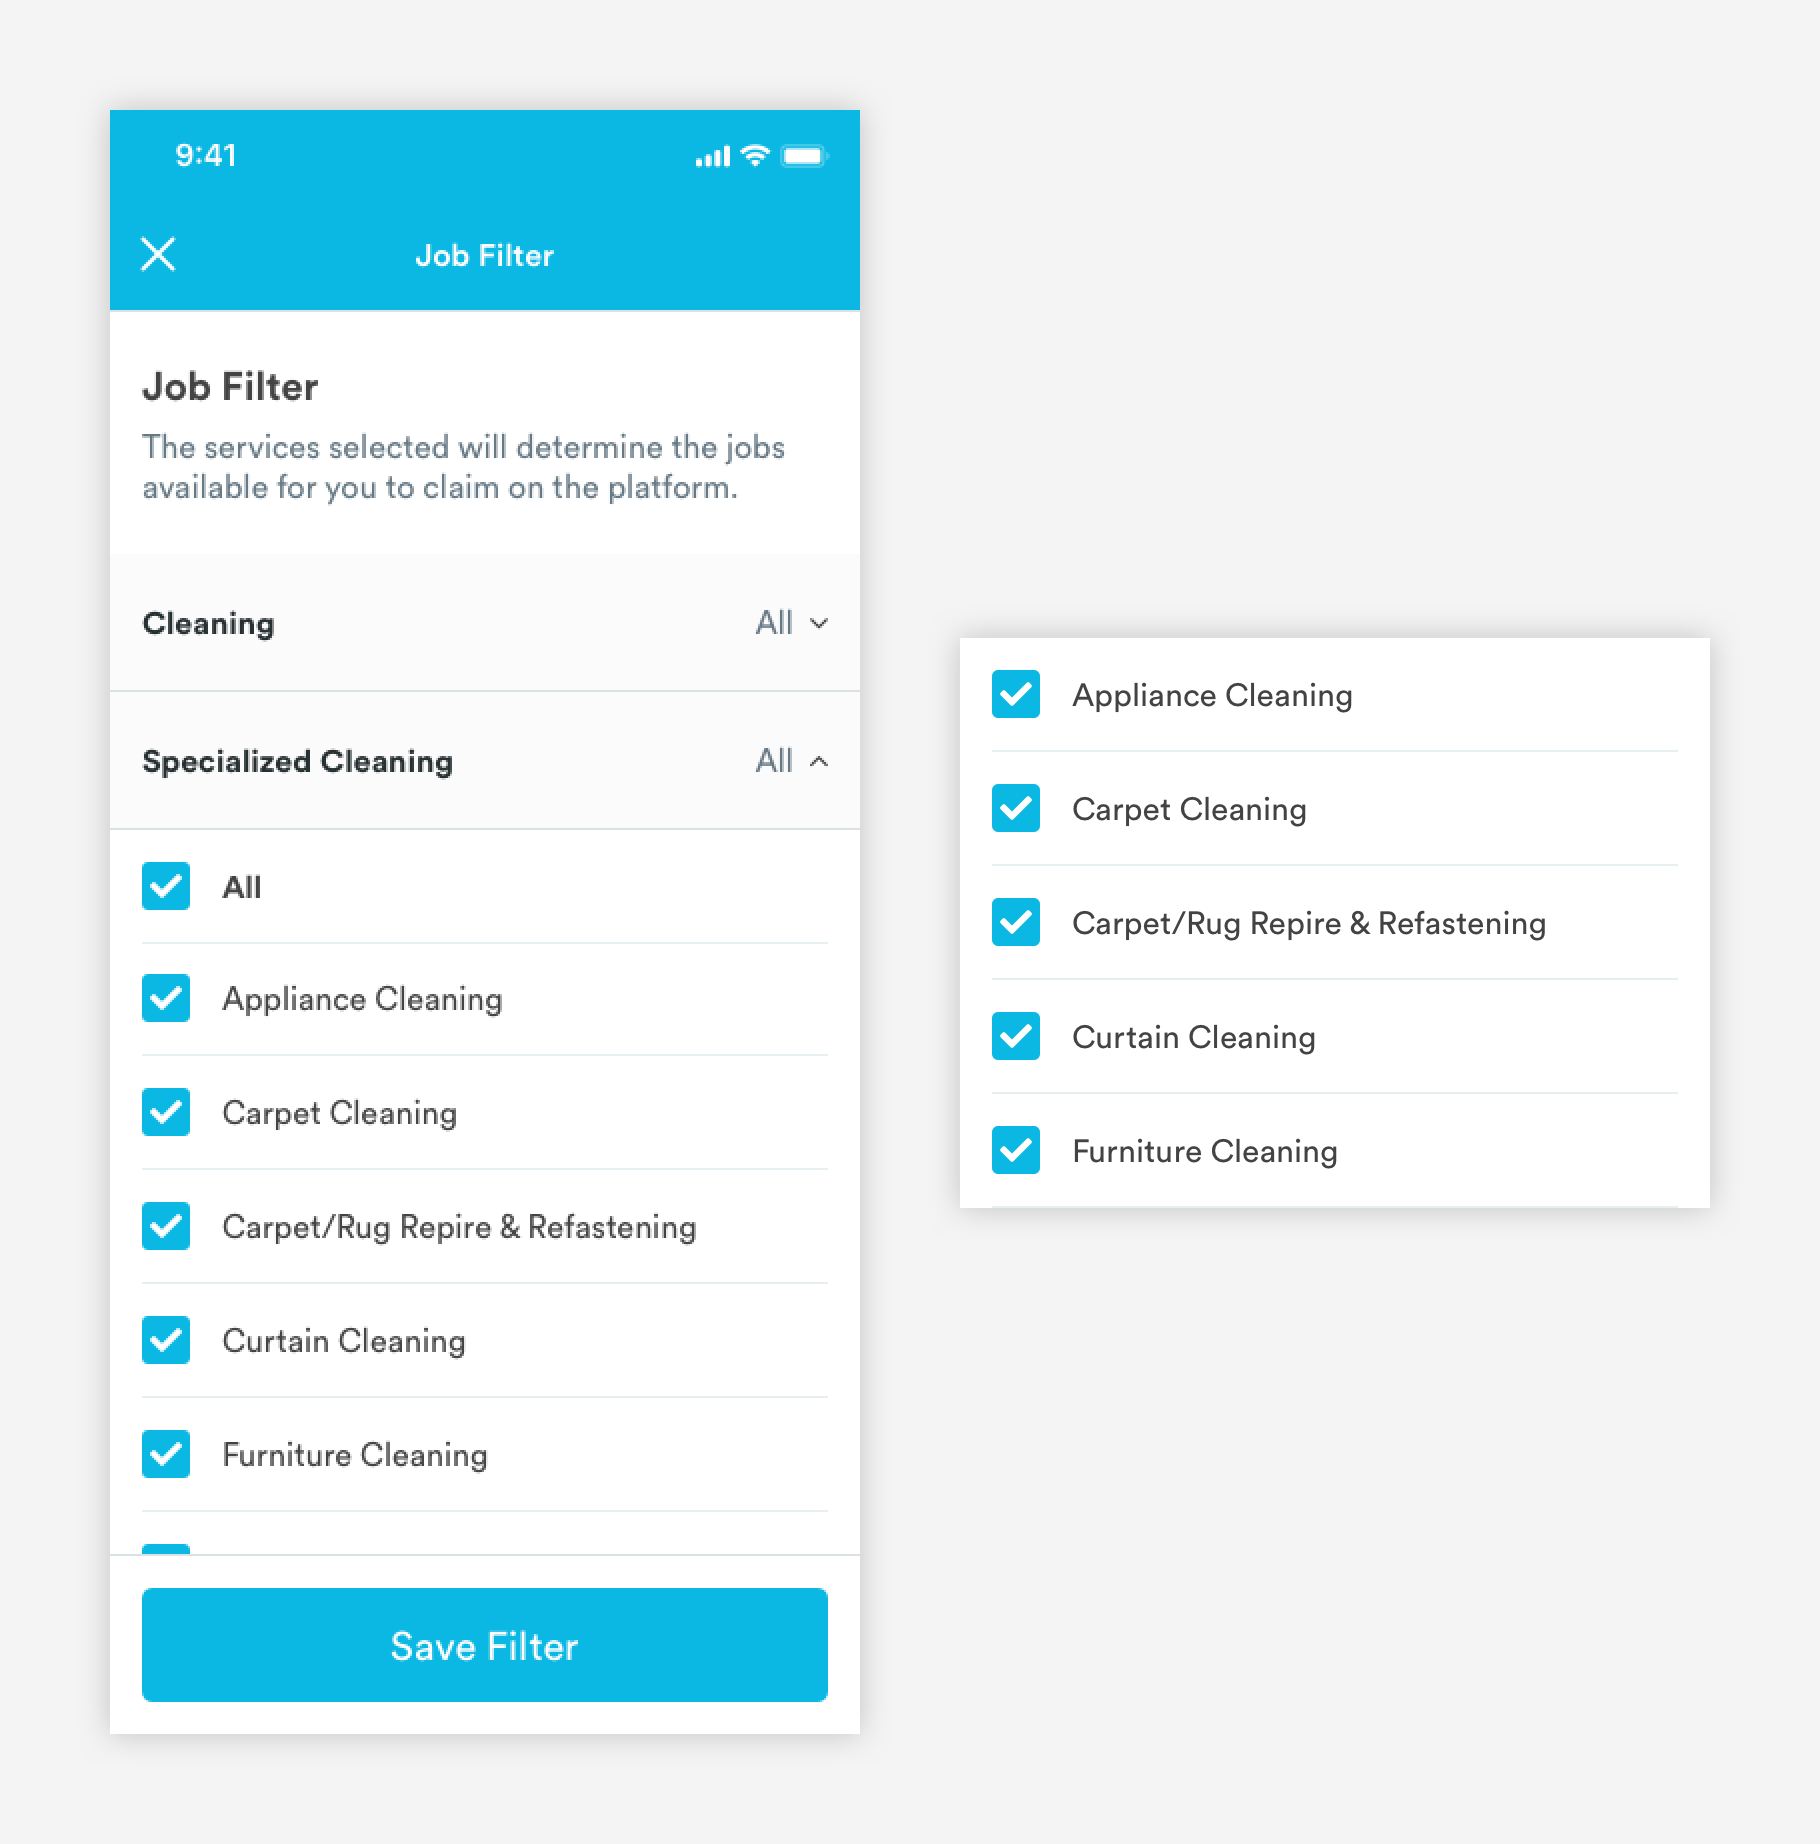 9:41
Job Filter
Job Filter
The services selected will determine the jobs
available for you to claim on the platform.
Cleaning All
Specialized Cleaning All
All
Appliance Cleaning
Carpet Cleaning
Carpet/Rug Repire & Refastening
Curtain Cleaning
Furniture Cleaning
Save Filter
Appliance Cleaning
Carpet Cleaning
Carpet/Rug Repire & Refastening
Curtain Cleaning
Furniture Cleaning